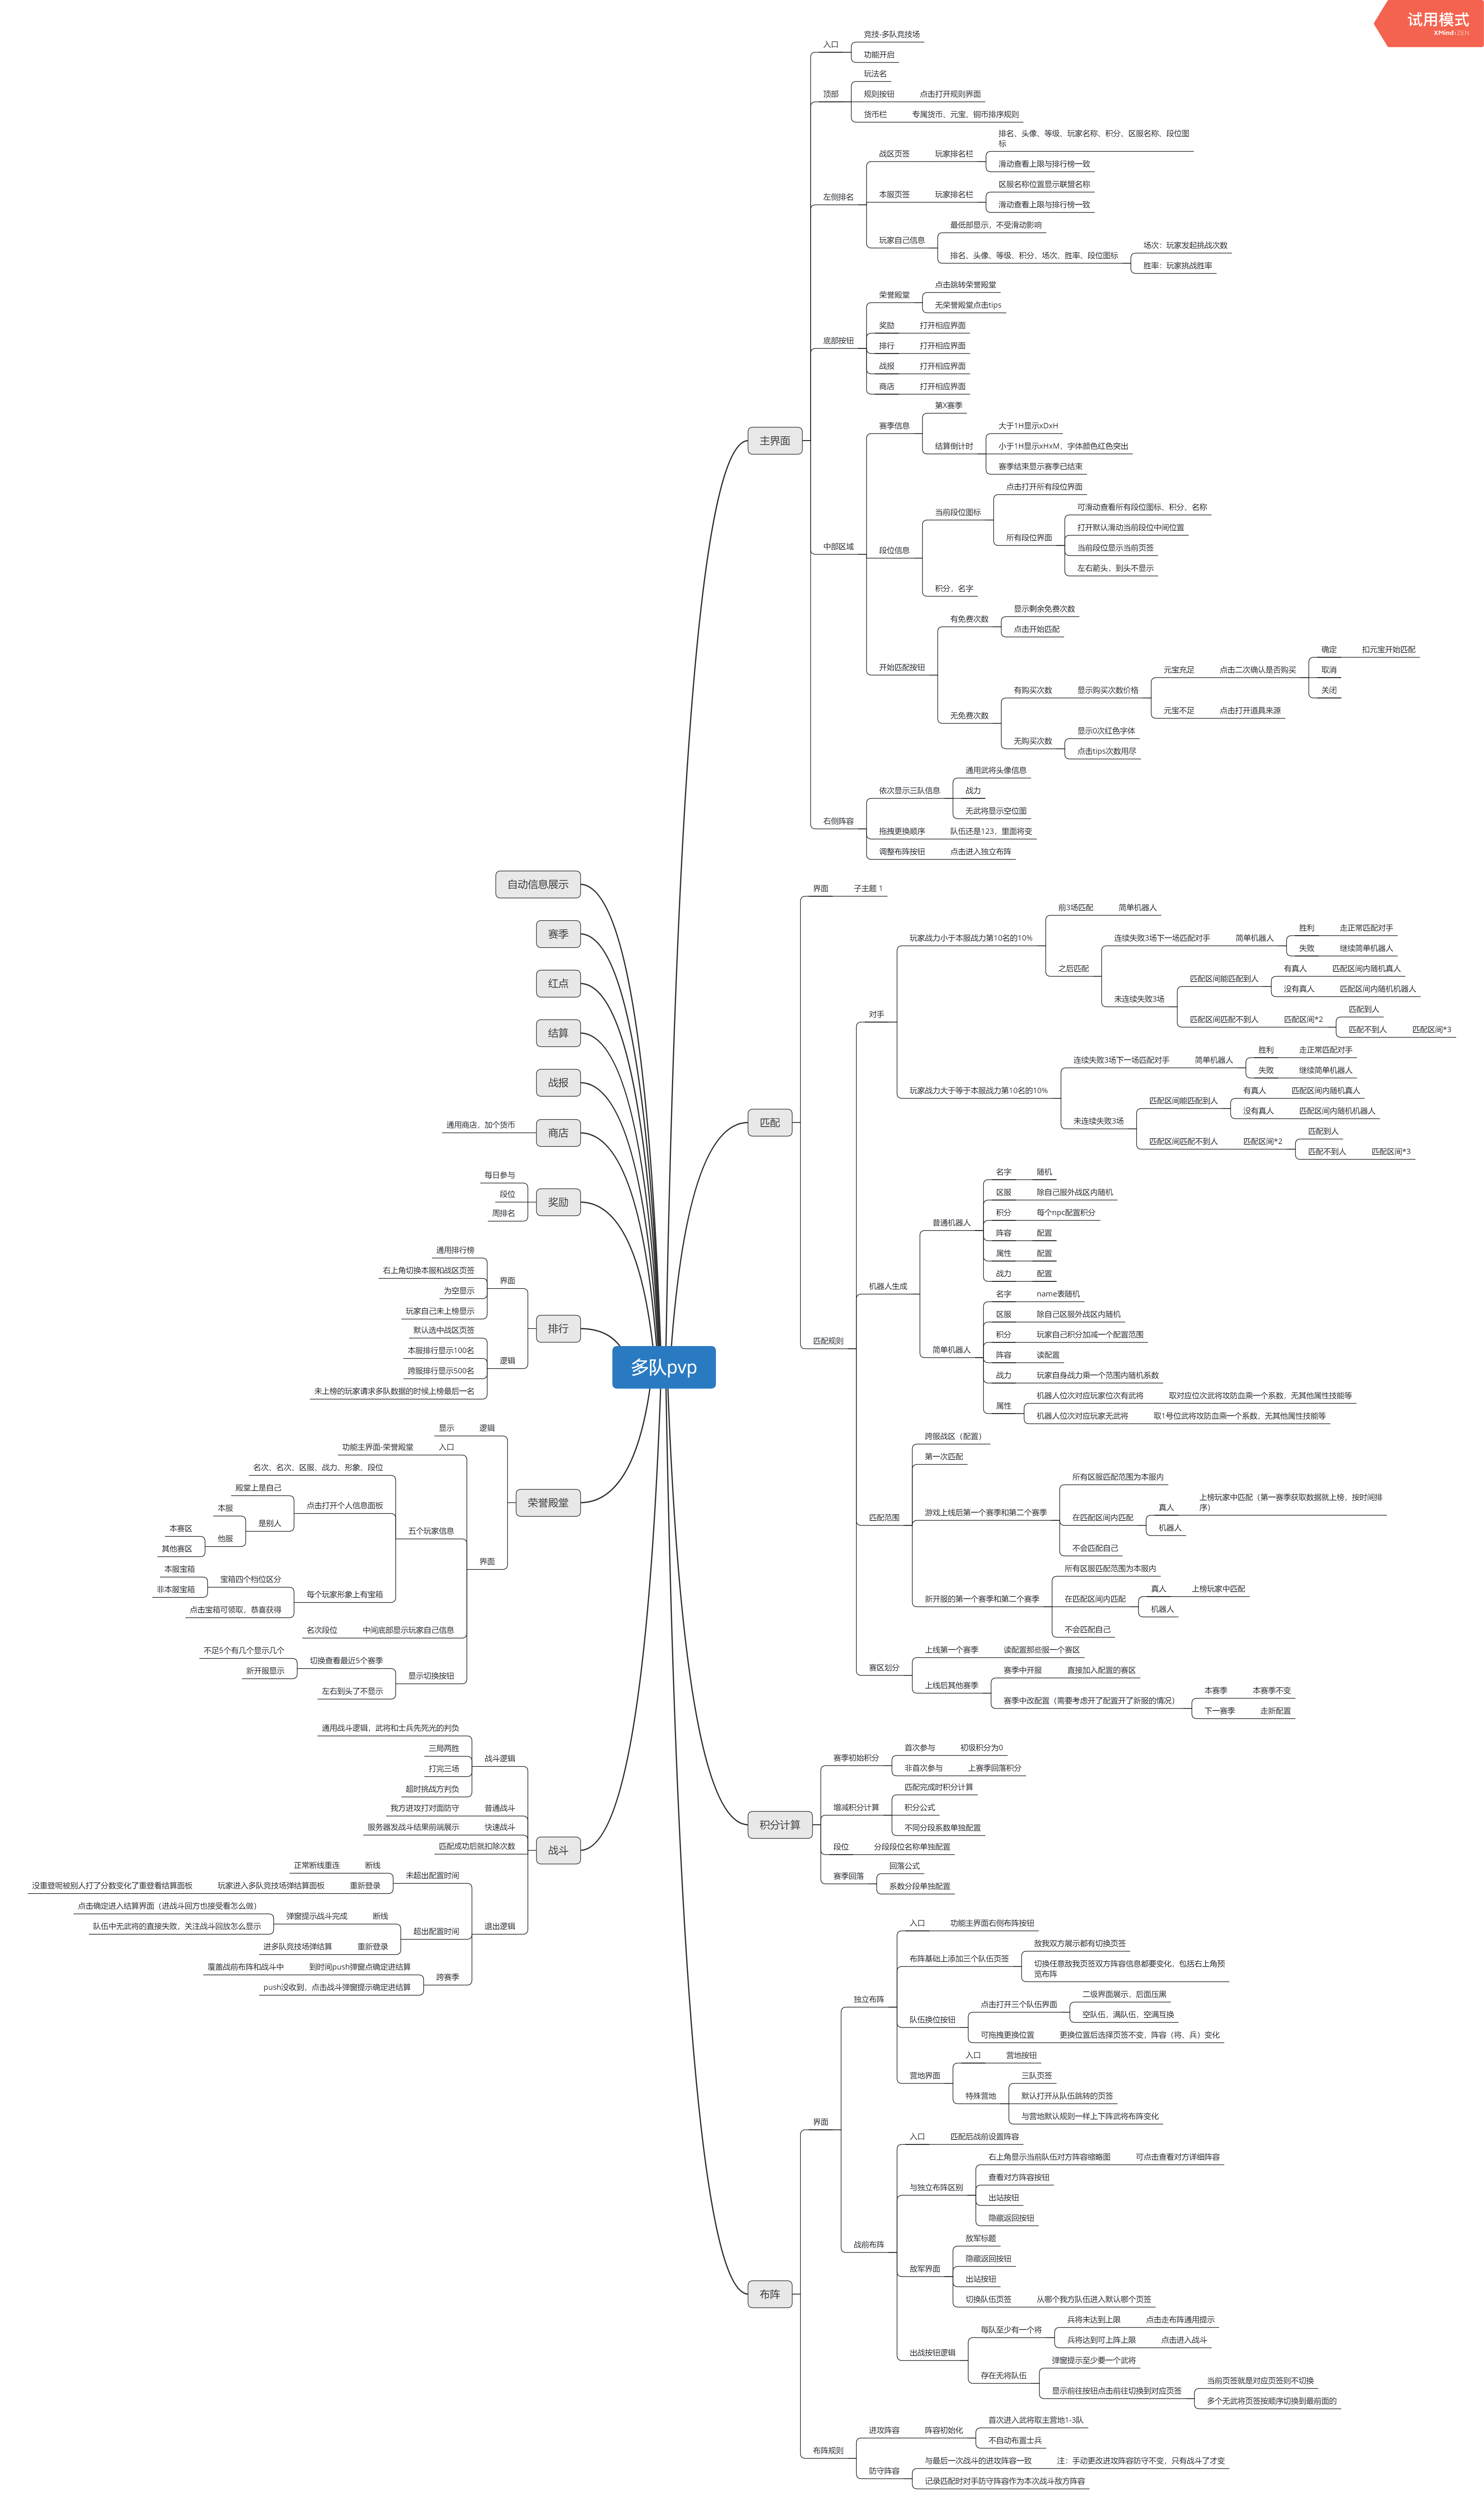 试用模式
XMind:ZEN
多队pvp
主界面
入口
竞技-多队竞技场
功能开启
顶部
玩法名
规则按钮
点击打开规则界面
货币栏
专属货币、元宝、铜币排序规则
左侧排名
战区页签
玩家排名栏
排名、头像、等级、玩家名称、积分、区服名称、段位图
标
滑动查看上限与排行榜一致
本服页签
玩家排名栏
区服名称位置显示联盟名称
滑动查看上限与排行榜一致
玩家自己信息
最低部显示，不受滑动影响
排名、头像、等级、积分、场次、胜率、段位图标
场次：玩家发起挑战次数
胜率：玩家挑战胜率
底部按钮
荣誉殿堂
点击跳转荣誉殿堂
无荣誉殿堂点击tips
奖励
打开相应界面
排行
打开相应界面
战报
打开相应界面
商店
打开相应界面
中部区域
赛季信息
第X赛季
结算倒计时
大于1H显示xDxH
小于1H显示xHxM，字体颜色红色突出
赛季结束显示赛季已结束
段位信息
当前段位图标
点击打开所有段位界面
所有段位界面
可滑动查看所有段位图标、积分、名称
打开默认滑动当前段位中间位置
当前段位显示当前页签
左右箭头，到头不显示
积分，名字
开始匹配按钮
有免费次数
显示剩余免费次数
点击开始匹配
无免费次数
有购买次数
显示购买次数价格
元宝充足
点击二次确认是否购买
确定
扣元宝开始匹配
取消
关闭
元宝不足
点击打开道具来源
无购买次数
显示0次红色字体
点击tips次数用尽
右侧阵容
依次显示三队信息
通用武将头像信息
战力
无武将显示空位图
拖拽更换顺序
队伍还是123，里面将变
调整布阵按钮
点击进入独立布阵
匹配
界面
子主题 1
匹配规则
对手
玩家战力小于本服战力第10名的10%
前3场匹配
简单机器人
之后匹配
连续失败3场下一场匹配对手
简单机器人
胜利
走正常匹配对手
失败
继续简单机器人
未连续失败3场
匹配区间能匹配到人
有真人
匹配区间内随机真人
没有真人
匹配区间内随机机器人
匹配区间匹配不到人
匹配区间*2
匹配到人
匹配不到人
匹配区间*3
玩家战力大于等于本服战力第10名的10%
连续失败3场下一场匹配对手
简单机器人
胜利
走正常匹配对手
失败
继续简单机器人
未连续失败3场
匹配区间能匹配到人
有真人
匹配区间内随机真人
没有真人
匹配区间内随机机器人
匹配区间匹配不到人
匹配区间*2
匹配到人
匹配不到人
匹配区间*3
机器人生成
普通机器人
名字
随机
区服
除自己服外战区内随机
积分
每个npc配置积分
阵容
配置
属性
配置
战力
配置
简单机器人
名字
name表随机
区服
除自己区服外战区内随机
积分
玩家自己积分加减一个配置范围
阵容
读配置
战力
玩家自身战力乘一个范围内随机系数
属性
机器人位次对应玩家位次有武将
取对应位次武将攻防血乘一个系数，无其他属性技能等
机器人位次对应玩家无武将
取1号位武将攻防血乘一个系数，无其他属性技能等
匹配范围
跨服战区（配置）
第一次匹配
游戏上线后第一个赛季和第二个赛季
所有区服匹配范围为本服内
在匹配区间内匹配
真人
上榜玩家中匹配（第一赛季获取数据就上榜，按时间排
序）
机器人
不会匹配自己
新开服的第一个赛季和第二个赛季
所有区服匹配范围为本服内
在匹配区间内匹配
真人
上榜玩家中匹配
机器人
不会匹配自己
赛区划分
上线第一个赛季
读配置那些服一个赛区
上线后其他赛季
赛季中开服
直接加入配置的赛区
赛季中改配置（需要考虑开了配置开了新服的情况）
本赛季
本赛季不变
下一赛季
走新配置
积分计算
赛季初始积分
首次参与
初级积分为0
非首次参与
上赛季回落积分
增减积分计算
匹配完成时积分计算
积分公式
不同分段系数单独配置
段位
分段段位名称单独配置
赛季回落
回落公式
系数分段单独配置
布阵
界面
独立布阵
入口
功能主界面右侧布阵按钮
布阵基础上添加三个队伍页签
敌我双方展示都有切换页签
切换任意敌我页签双方阵容信息都要变化，包括右上角预
览布阵
队伍换位按钮
点击打开三个队伍界面
二级界面展示，后面压黑
空队伍，满队伍，空满互换
可拖拽更换位置
更换位置后选择页签不变，阵容（将、兵）变化
营地界面
入口
营地按钮
特殊营地
三队页签
默认打开从队伍跳转的页签
与营地默认规则一样上下阵武将布阵变化
战前布阵
入口
匹配后战前设置阵容
与独立布阵区别
右上角显示当前队伍对方阵容缩略图
可点击查看对方详细阵容
查看对方阵容按钮
出站按钮
隐藏返回按钮
敌军界面
敌军标题
隐藏返回按钮
出站按钮
切换队伍页签
从哪个我方队伍进入默认哪个页签
出战按钮逻辑
每队至少有一个将
兵将未达到上限
点击走布阵通用提示
兵将达到可上阵上限
点击进入战斗
存在无将队伍
弹窗提示至少要一个武将
显示前往按钮点击前往切换到对应页签
当前页签就是对应页签则不切换
多个无武将页签按顺序切换到最前面的
布阵规则
进攻阵容
阵容初始化
首次进入武将取主营地1-3队
不自动布置士兵
防守阵容
与最后一次战斗的进攻阵容一致
注：手动更改进攻阵容防守不变，只有战斗了才变
记录匹配时对手防守阵容作为本次战斗敌方阵容
自动信息展示
赛季
红点
结算
战报
商店
通用商店，加个货币
奖励
每日参与
段位
周排名
排行
界面
通用排行榜
右上角切换本服和战区页签
为空显示
玩家自己未上榜显示
逻辑
默认选中战区页签
本服排行显示100名
跨服排行显示500名
未上榜的玩家请求多队数据的时候上榜最后一名
荣誉殿堂
逻辑
显示
界面
入口
功能主界面-荣誉殿堂
五个玩家信息
名次、名次、区服、战力、形象、段位
点击打开个人信息面板
殿堂上是自己
是别人
本服
他服
本赛区
其他赛区
每个玩家形象上有宝箱
宝箱四个档位区分
本服宝箱
非本服宝箱
点击宝箱可领取，恭喜获得
中间底部显示玩家自己信息
名次段位
显示切换按钮
切换查看最近5个赛季
不足5个有几个显示几个
新开服显示
左右到头了不显示
战斗
战斗逻辑
通用战斗逻辑，武将和士兵先死光的判负
三局两胜
打完三场
超时挑战方判负
普通战斗
我方进攻打对面防守
快速战斗
服务器发战斗结果前端展示
匹配成功后就扣除次数
退出逻辑
未超出配置时间
断线
正常断线重连
重新登录
玩家进入多队竞技场弹结算面板
没重登呢被别人打了分数变化了重登看结算面板
超出配置时间
断线
弹窗提示战斗完成
点击确定进入结算界面（进战斗回方也接受看怎么做）
队伍中无武将的直接失败，关注战斗回放怎么显示
重新登录
进多队竞技场弹结算
跨赛季
到时间push弹窗点确定进结算
覆盖战前布阵和战斗中
push没收到，点击战斗弹窗提示确定进结算